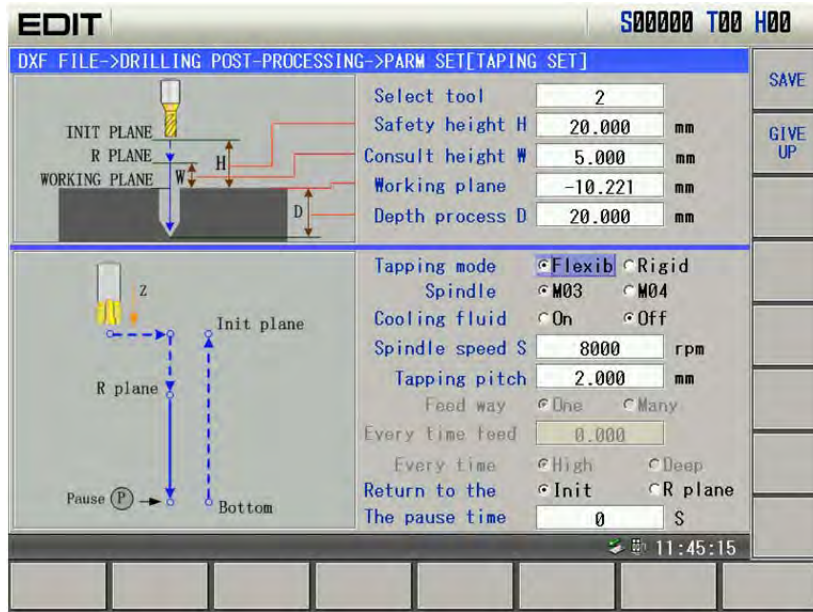 EDIT S00000 T00 H00
DXF FILE->DRILLING POST-PROCESSING->PARM SET[TAPING SET]
SAVE
GIVE UP
INIT PLANE
R PLANE
WORKING PLANE
H
W
D
Select tool 2
Safety height H 20.000 mm
Consult height W 5.000 mm
Working plane -10.221 mm
Depth process D 20.000 mm
Z
Init plane
R plane
Pause P
Bottom
Tapping mode Flexib Rigid
Spindle M03 M04
Cooling fluid On Off
Spindle speed S 8000 rpm
Tapping pitch 2.000 mm
Feed way One Many
Every time feed 0.000
Every time High Deep
Return to the Init R plane
The pause time 0 S
11:45:15